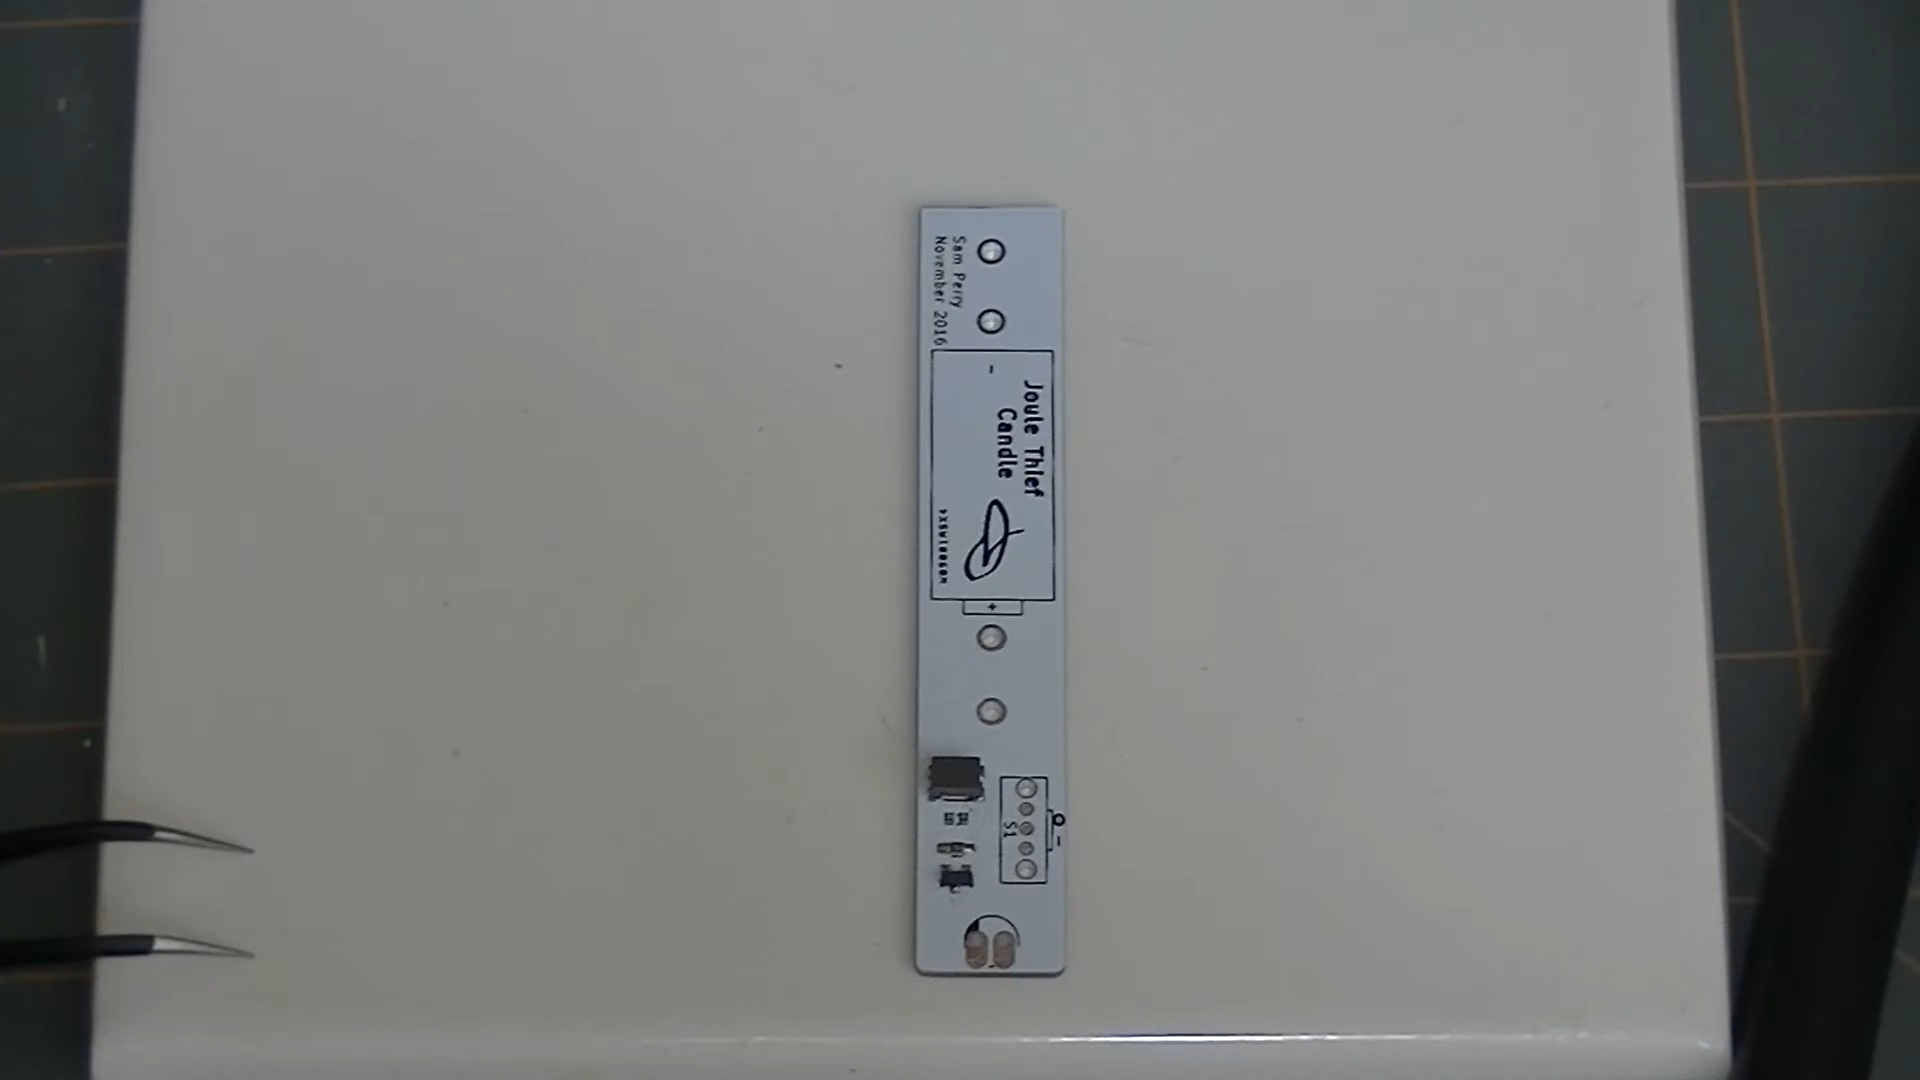 Sam Perry
November 2016
-
Joule Thief
Candle
+
S1